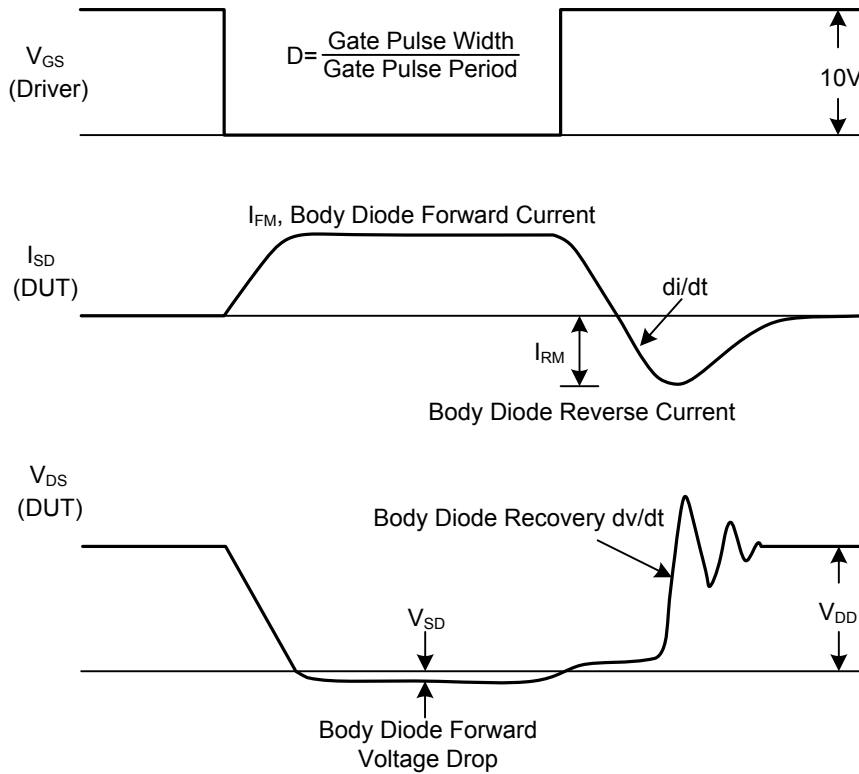 V_GS
(Driver)
D= Gate Pulse Width
Gate Pulse Period
10V
I_FM, Body Diode Forward Current
I_SD
(DUT)
di/dt
I_RM
Body Diode Reverse Current
V_DS
(DUT)
Body Diode Recovery dv/dt
V_SD
V_DD
Body Diode Forward
Voltage Drop